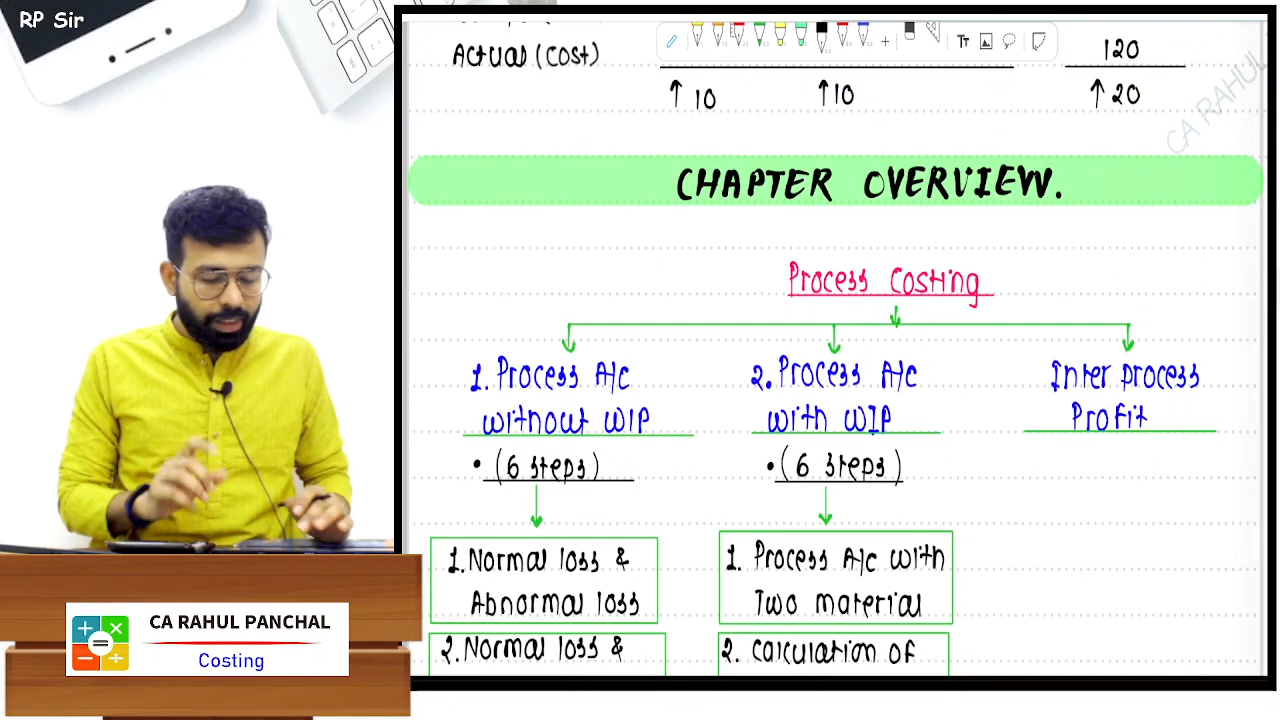 RP Sir
Actual (Cost)
120
↑ 10
↑ 10
↑ 20
CA RAHUL
CHAPTER OVERVIEW.
Process Costing
1. Process A/c
without WIP
• (6 steps)
1. Normal loss &
Abnormal loss
2. Normal loss &
2. Process A/c
with WIP
• (6 steps)
1. Process A/c with
Two material
2. Calculation of
Inter process
Profit
CA RAHUL PANCHAL
Costing